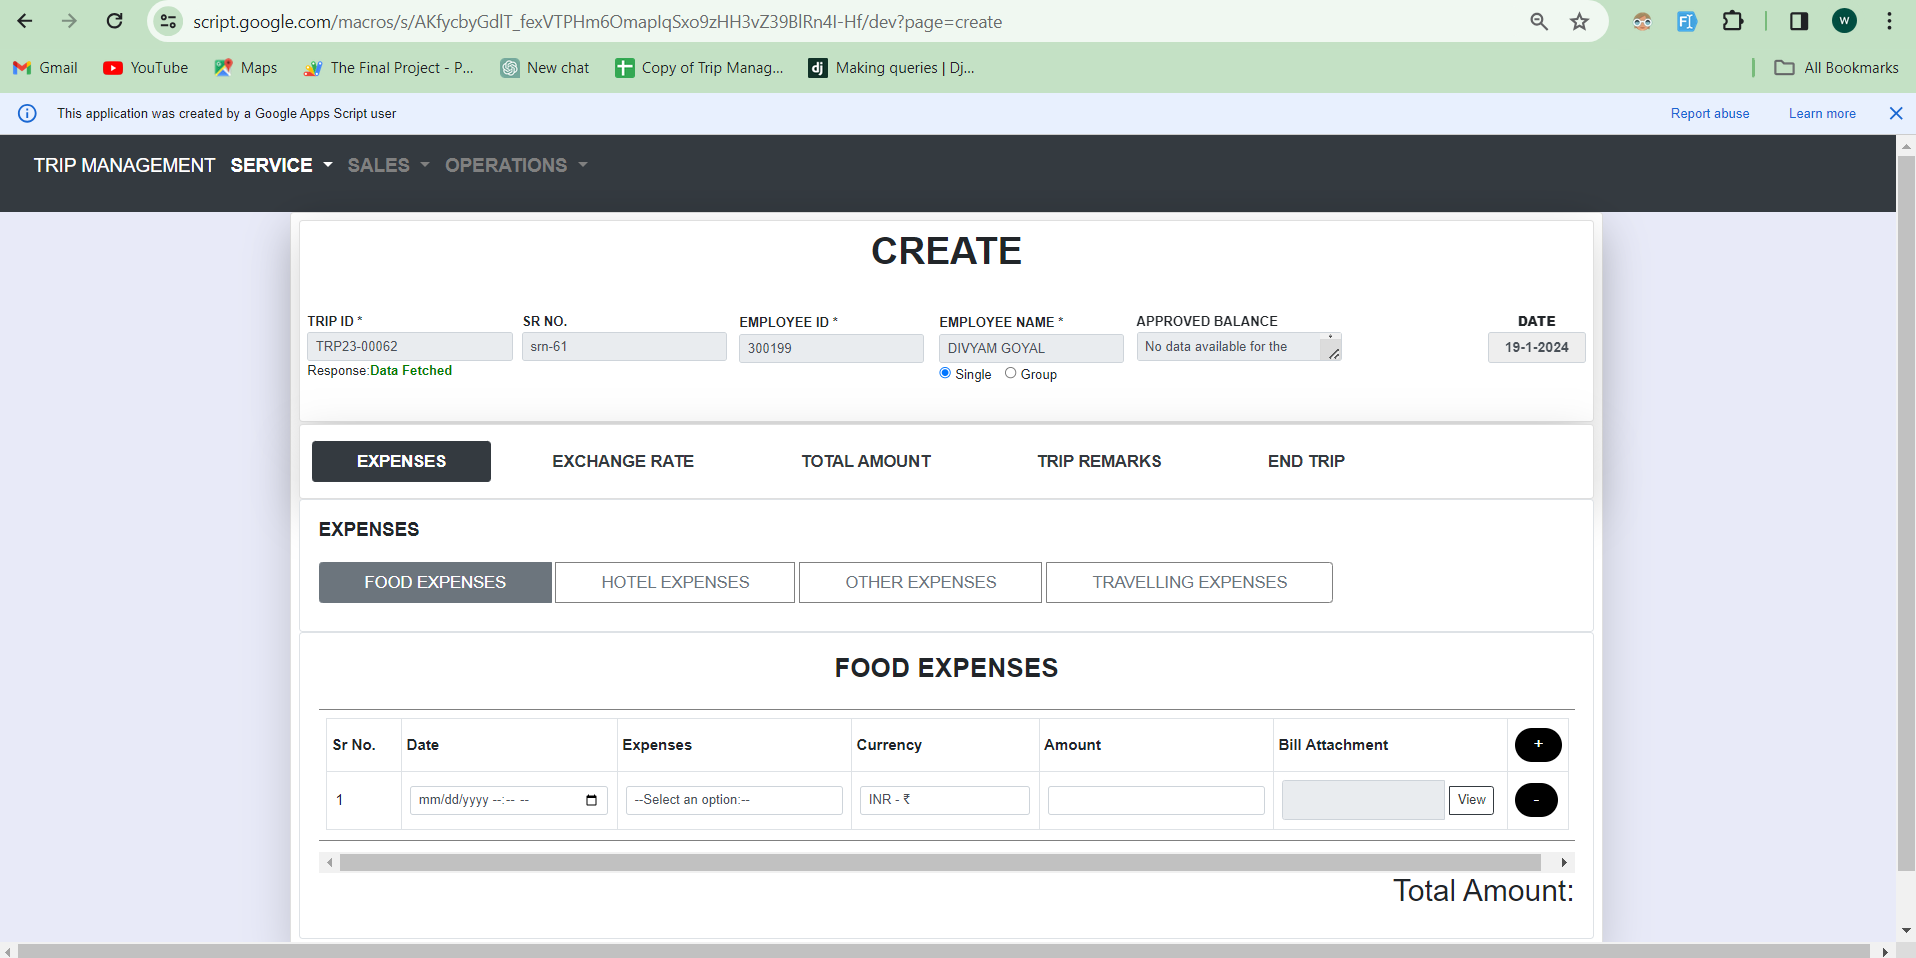 script.google.com/macros/s/AKfycbyGdlT_fexVTPHm6OmapIqSxo9zHH3vZ39BlRn4I-Hf/dev?page=create
W
Gmail YouTube Maps The Final Project - P... New chat Copy of Trip Manag... dj Making queries | Dj... All Bookmarks
This application was created by a Google Apps Script user Report abuse Learn more
TRIP MANAGEMENT SERVICE SALES OPERATIONS
CREATE
TRIP ID * SR NO. EMPLOYEE ID * EMPLOYEE NAME * APPROVED BALANCE DATE
TRP23-00062 srn-61 300199 DIVYAM GOYAL No data available for the 19-1-2024
Response:Data Fetched Single Group
EXPENSES EXCHANGE RATE TOTAL AMOUNT TRIP REMARKS END TRIP
EXPENSES
FOOD EXPENSES HOTEL EXPENSES OTHER EXPENSES TRAVELLING EXPENSES
FOOD EXPENSES
Sr No. Date Expenses Currency Amount Bill Attachment +
1 mm/dd/yyyy --:-- -- --Select an option:-- INR - ₹ View -
Total Amount: